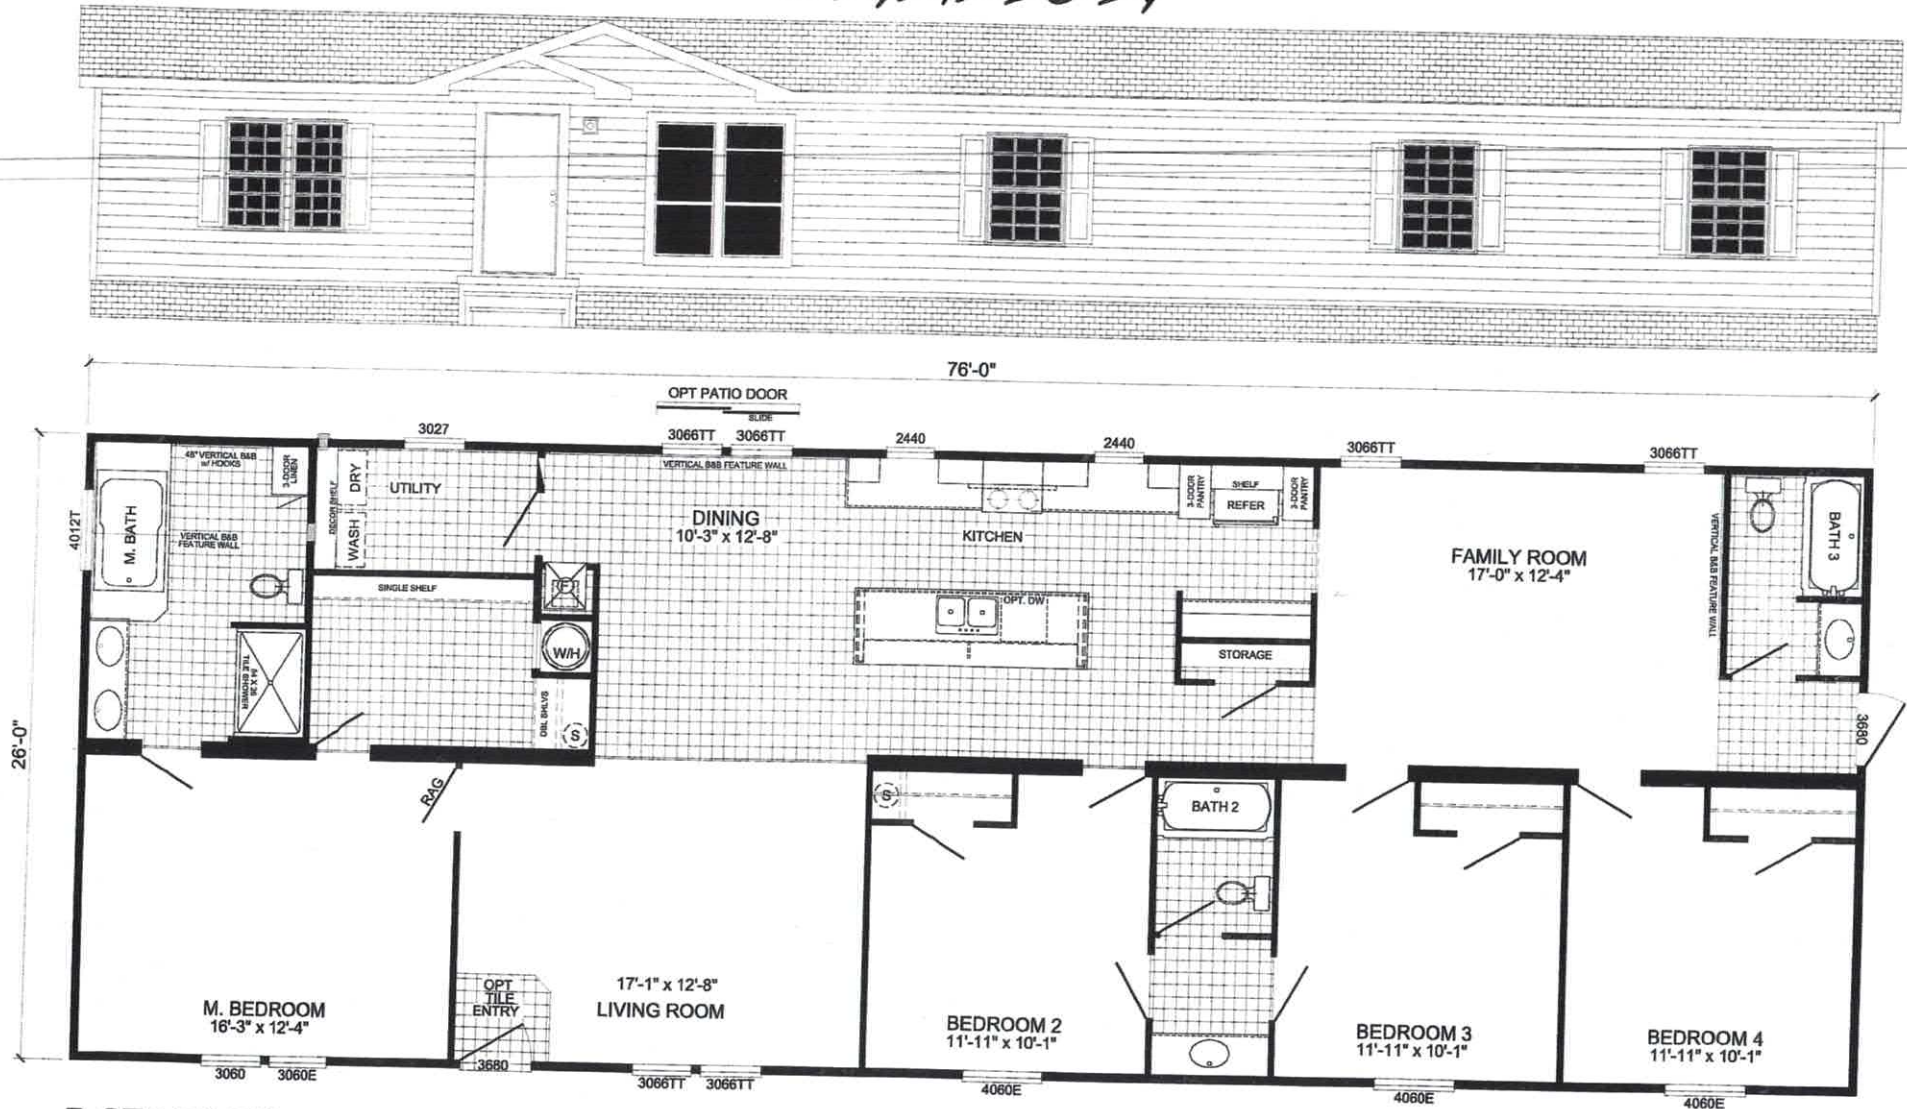 76'-0"
OPT PATIO DOOR
SLIDE
3027
3066TT
3066TT
2440
2440
3066TT
3066TT
48" VERTICAL B&B
w/ HOOKS
3-DOOR
LINEN
DECOR SHELF
DRY
WASH
UTILITY
VERTICAL B&B FEATURE WALL
DINING
10'-3" x 12'-8"
KITCHEN
3-DOOR
PANTRY
SHELF
REFER
3-DOOR
PANTRY
FAMILY ROOM
17'-0" x 12'-4"
VERTICAL B&B FEATURE WALL
BATH 3
4012T
M. BATH
VERTICAL B&B
FEATURE WALL
SINGLE SHELF
F
OPT. DW
W/H
STORAGE
54 X 36
TILE SHOWER
DBL SHLVS
S
3680
26'-0"
RAG
S
BATH 2
M. BEDROOM
16'-3" x 12'-4"
OPT
TILE
ENTRY
17'-1" x 12'-8"
LIVING ROOM
BEDROOM 2
11'-11" x 10'-1"
BEDROOM 3
11'-11" x 10'-1"
BEDROOM 4
11'-11" x 10'-1"
3060
3060E
3680
3066TT
3066TT
4060E
4060E
4060E